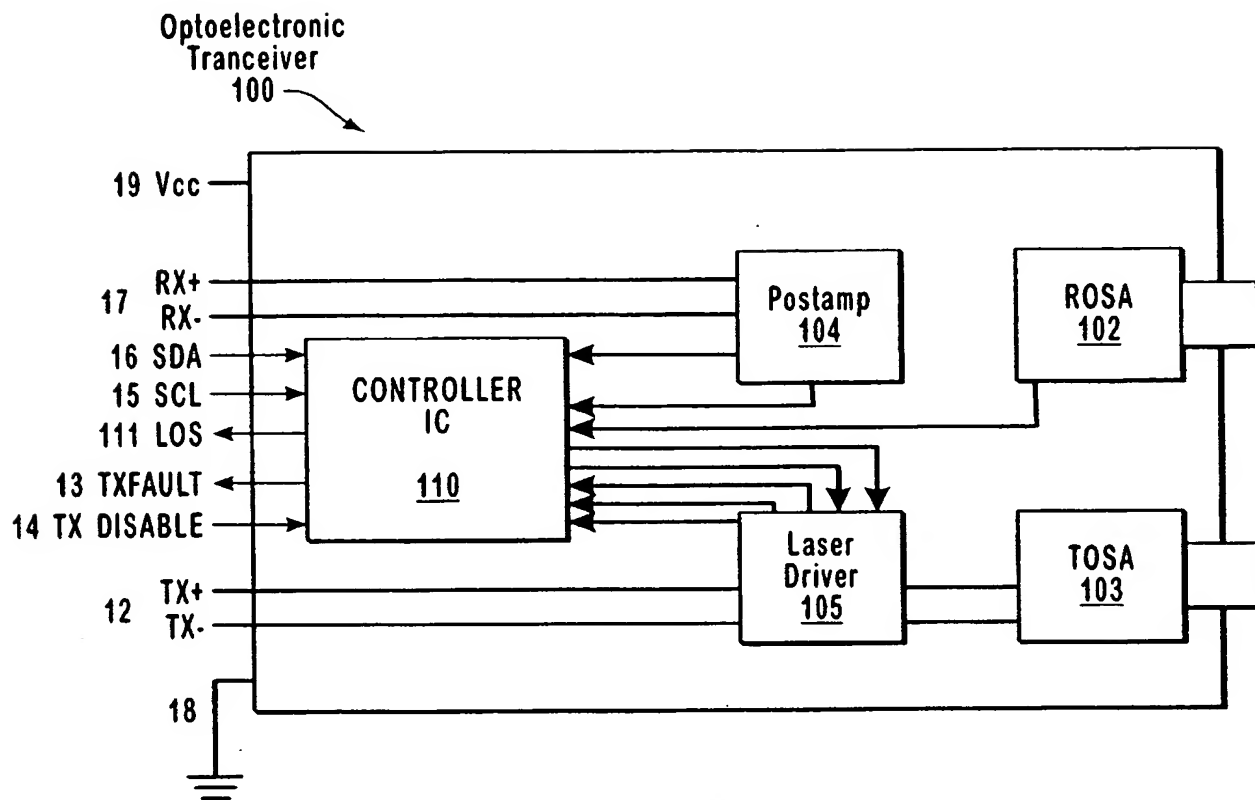 Optoelectronic
Tranceiver
100
19 Vcc
17
RX+
RX-
16 SDA
15 SCL
111 LOS
13 TXFAULT
14 TX DISABLE
12
TX+
TX-
18
CONTROLLER
IC
110
Postamp
104
ROSA
102
Laser
Driver
105
TOSA
103